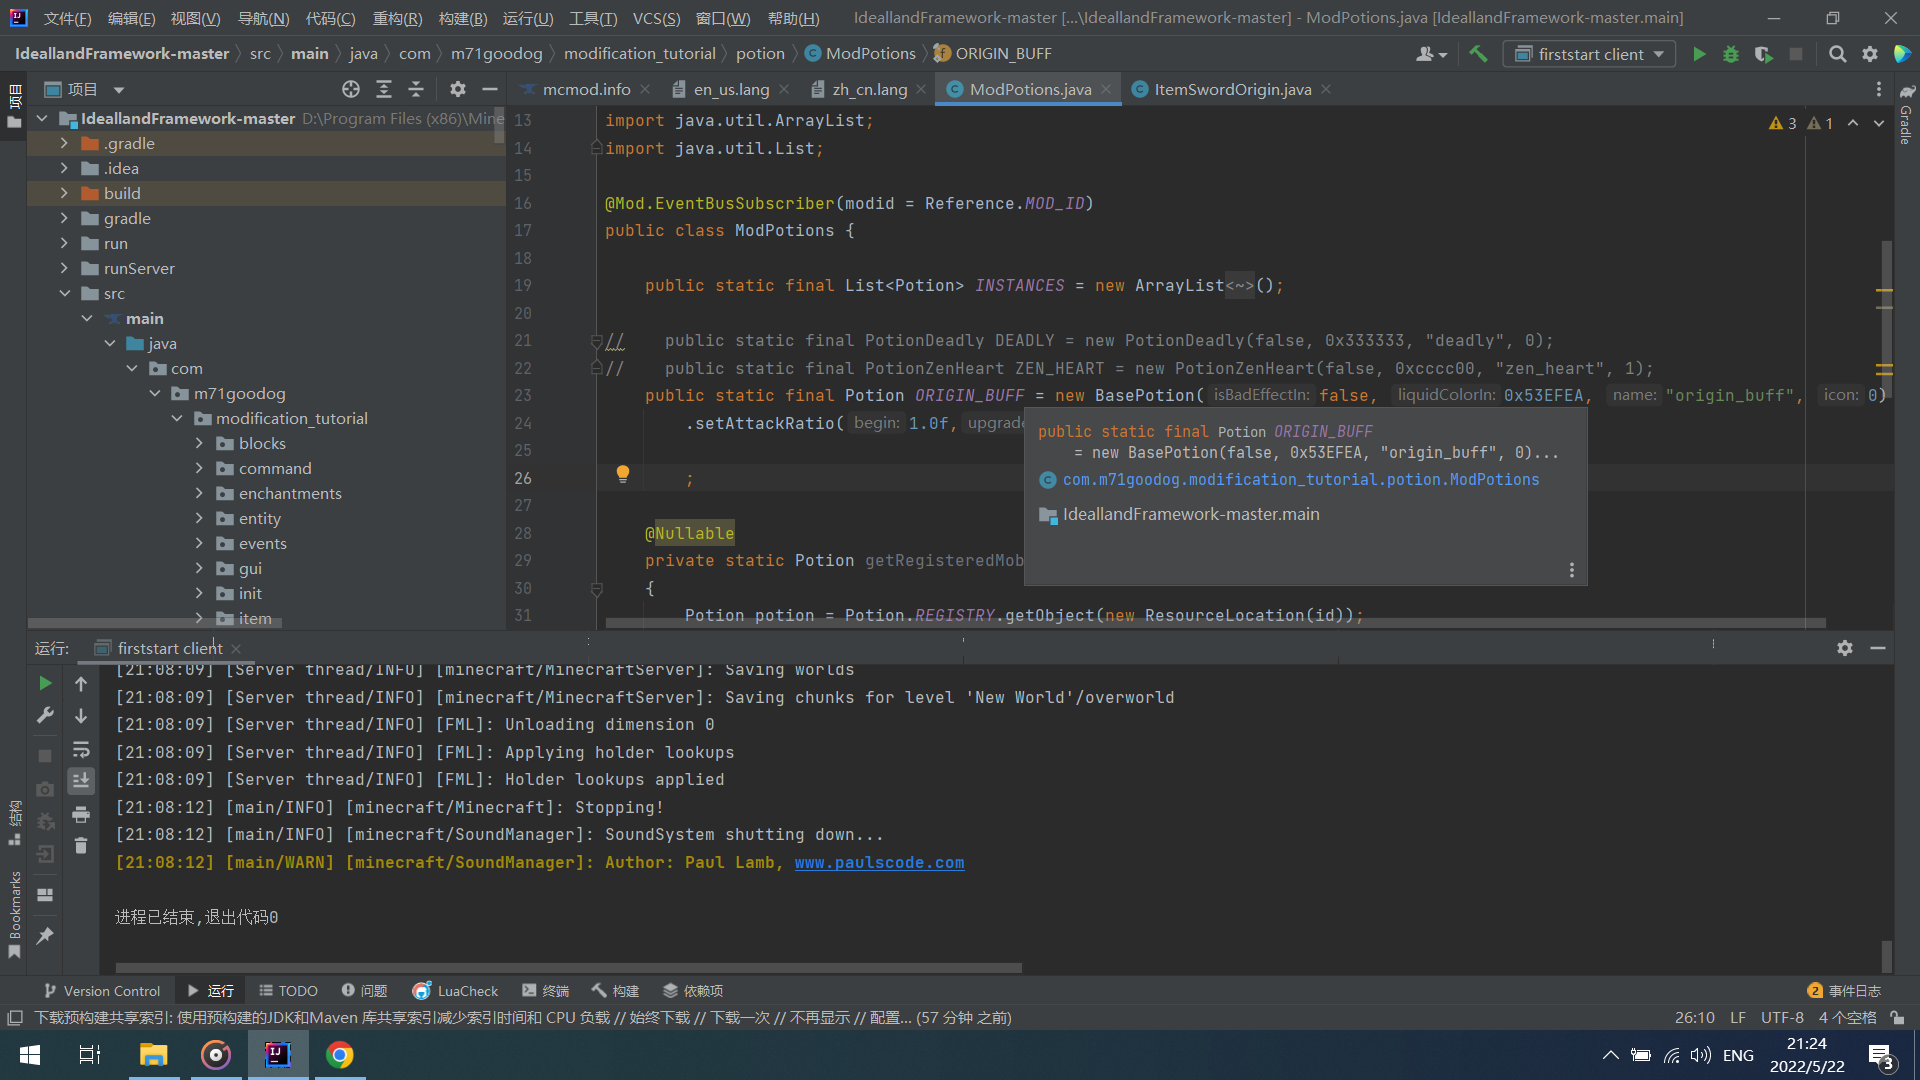 文件(F) 编辑(E) 视图(V) 导航(N) 代码(C) 重构(R) 构建(B) 运行(U) 工具(T) VCS(S) 窗口(W) 帮助(H) IdeallandFramework-master [...\IdeallandFramework-master] - ModPotions.java [IdeallandFramework-master.main]
IdeallandFramework-master src main java com m71goodog modification_tutorial potion ModPotions ORIGIN_BUFF firststart client
项目 mcmod.info en_us.lang zh_cn.lang ModPotions.java ItemSwordOrigin.java
项目
Gradle
IdeallandFramework-master D:\Program Files (x86)\Mine
.gradle
.idea
build
gradle
run
runServer
src
main
java
com
m71goodog
modification_tutorial
blocks
command
enchantments
entity
events
gui
init
item
3 1
13 import java.util.ArrayList;
14 import java.util.List;
15
16 @Mod.EventBusSubscriber(modid = Reference.MOD_ID)
17 public class ModPotions {
18
19 public static final List<Potion> INSTANCES = new ArrayList<~>();
20
21 // public static final PotionDeadly DEADLY = new PotionDeadly(false, 0x333333, "deadly", 0);
22 // public static final PotionZenHeart ZEN_HEART = new PotionZenHeart(false, 0xcccc00, "zen_heart", 1);
23 public static final Potion ORIGIN_BUFF = new BasePotion( isBadEffectIn: false, liquidColorIn: 0x53EFEA, name: "origin_buff", icon: 0)
24 .setAttackRatio( begin: 1.0f, upgrade
25
26 ;
27
28 @Nullable
29 private static Potion getRegisteredMob
30 {
31 Potion potion = Potion.REGISTRY.getObject(new ResourceLocation(id));
public static final Potion ORIGIN_BUFF
= new BasePotion(false, 0x53EFEA, "origin_buff", 0)...
com.m71goodog.modification_tutorial.potion.ModPotions
IdeallandFramework-master.main
运行: firststart client
[21:08:09] [Server thread/INFO] [minecraft/MinecraftServer]: Saving worlds
[21:08:09] [Server thread/INFO] [minecraft/MinecraftServer]: Saving chunks for level 'New World'/overworld
[21:08:09] [Server thread/INFO] [FML]: Unloading dimension 0
[21:08:09] [Server thread/INFO] [FML]: Applying holder lookups
[21:08:09] [Server thread/INFO] [FML]: Holder lookups applied
[21:08:12] [main/INFO] [minecraft/Minecraft]: Stopping!
[21:08:12] [main/INFO] [minecraft/SoundManager]: SoundSystem shutting down...
[21:08:12] [main/WARN] [minecraft/SoundManager]: Author: Paul Lamb, www.paulscode.com
进程已结束,退出代码0
结构
Bookmarks
Version Control 运行 TODO 问题 LuaCheck 终端 构建 依赖项 2 事件日志
下载预构建共享索引: 使用预构建的JDK和Maven 库共享索引减少索引时间和 CPU 负载 // 始终下载 // 下载一次 // 不再显示 // 配置... (57 分钟 之前) 26:10 LF UTF-8 4 个空格
IJ ENG 21:24
2022/5/22 3